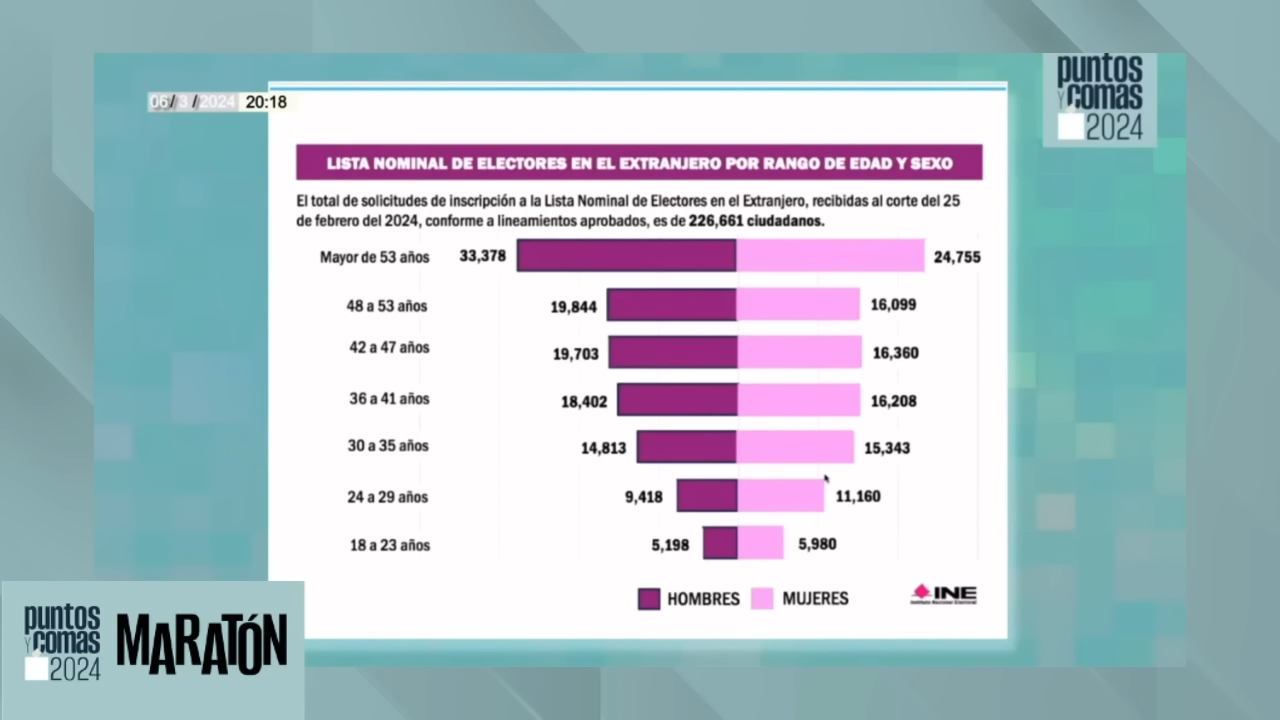 puntos
y comas
2024
06/ 3 /2024 20:18
LISTA NOMINAL DE ELECTORES EN EL EXTRANJERO POR RANGO DE EDAD Y SEXO
El total de solicitudes de inscripción a la Lista Nominal de Electores en el Extranjero, recibidas al corte del 25
de febrero del 2024, conforme a lineamientos aprobados, es de 226,661 ciudadanos.
Mayor de 53 años 33,378 24,755
48 a 53 años 19,844 16,099
42 a 47 años 19,703 16,360
36 a 41 años 18,402 16,208
30 a 35 años 14,813 15,343
24 a 29 años 9,418 11,160
18 a 23 años 5,198 5,980
HOMBRES MUJERES
INE
Instituto Nacional Electoral
puntos
y comas
2024
MARATÓN